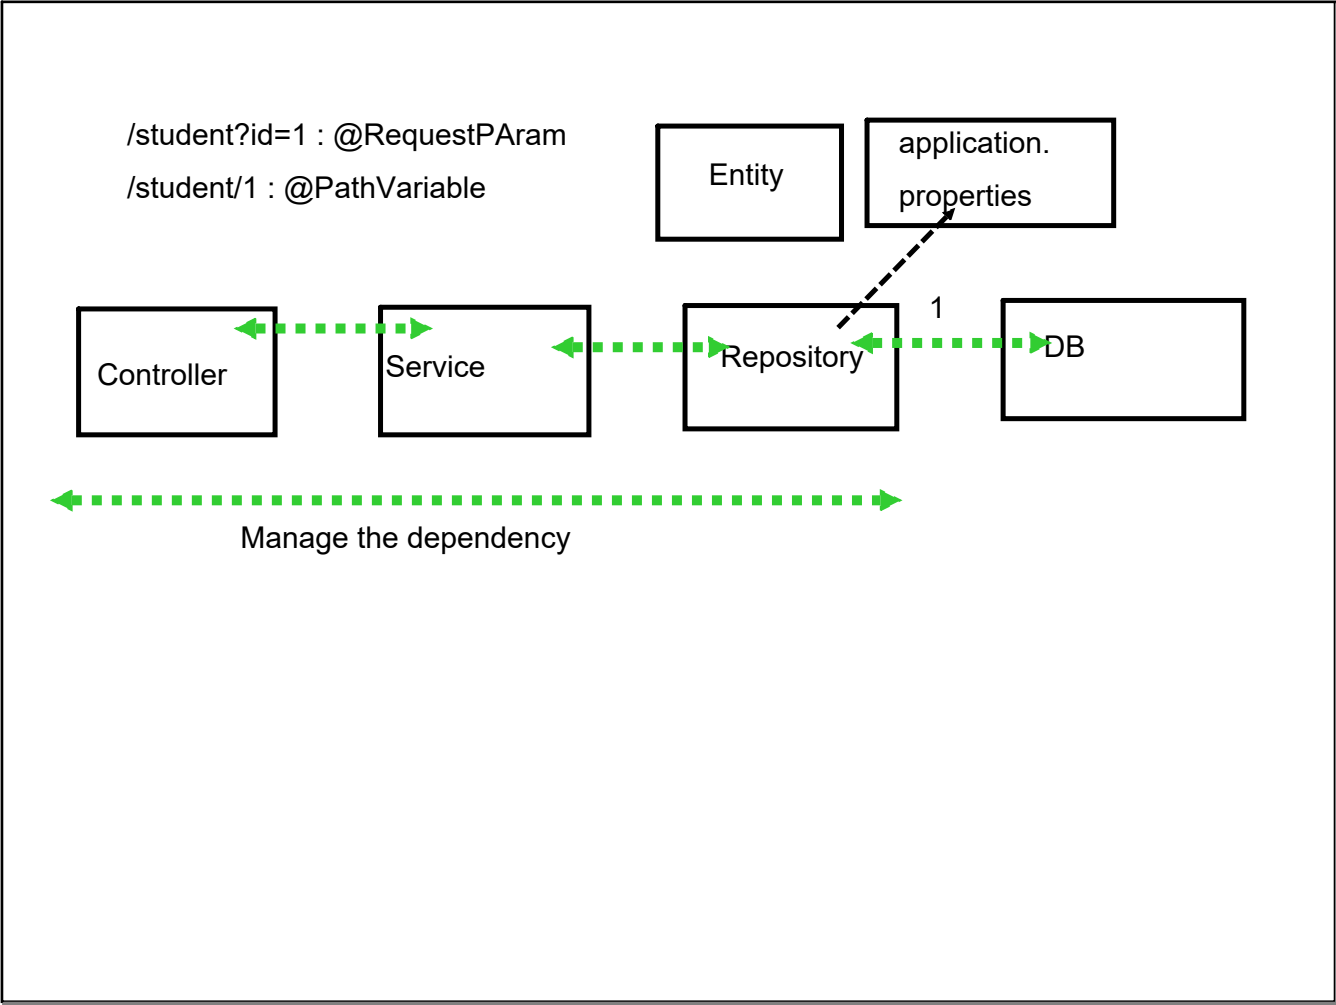 /student?id=1 : @RequestPAram
/student/1 : @PathVariable
Entity
application.
properties
Controller
Service
Repository
1
DB
Manage the dependency